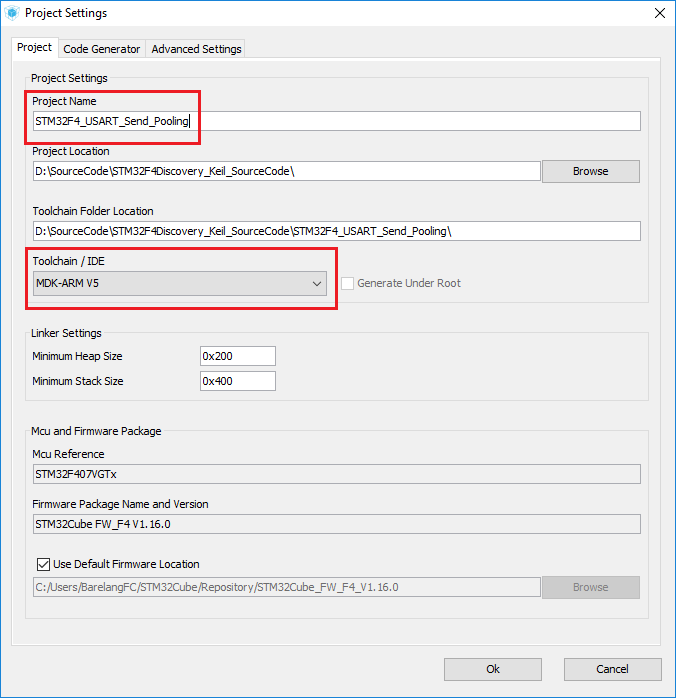 Project Settings
Project Code Generator Advanced Settings
Project Settings
Project Name
STM32F4_USART_Send_Pooling
Project Location
D:\SourceCode\STM32F4Discovery_Keil_SourceCode\
Browse
Toolchain Folder Location
D:\SourceCode\STM32F4Discovery_Keil_SourceCode\STM32F4_USART_Send_Pooling\
Toolchain / IDE
MDK-ARM V5
Generate Under Root
Linker Settings
Minimum Heap Size 0x200
Minimum Stack Size 0x400
Mcu and Firmware Package
Mcu Reference
STM32F407VGTx
Firmware Package Name and Version
STM32Cube FW_F4 V1.16.0
Use Default Firmware Location
C:/Users/BarelangFC/STM32Cube/Repository/STM32Cube_FW_F4_V1.16.0
Browse
Ok Cancel